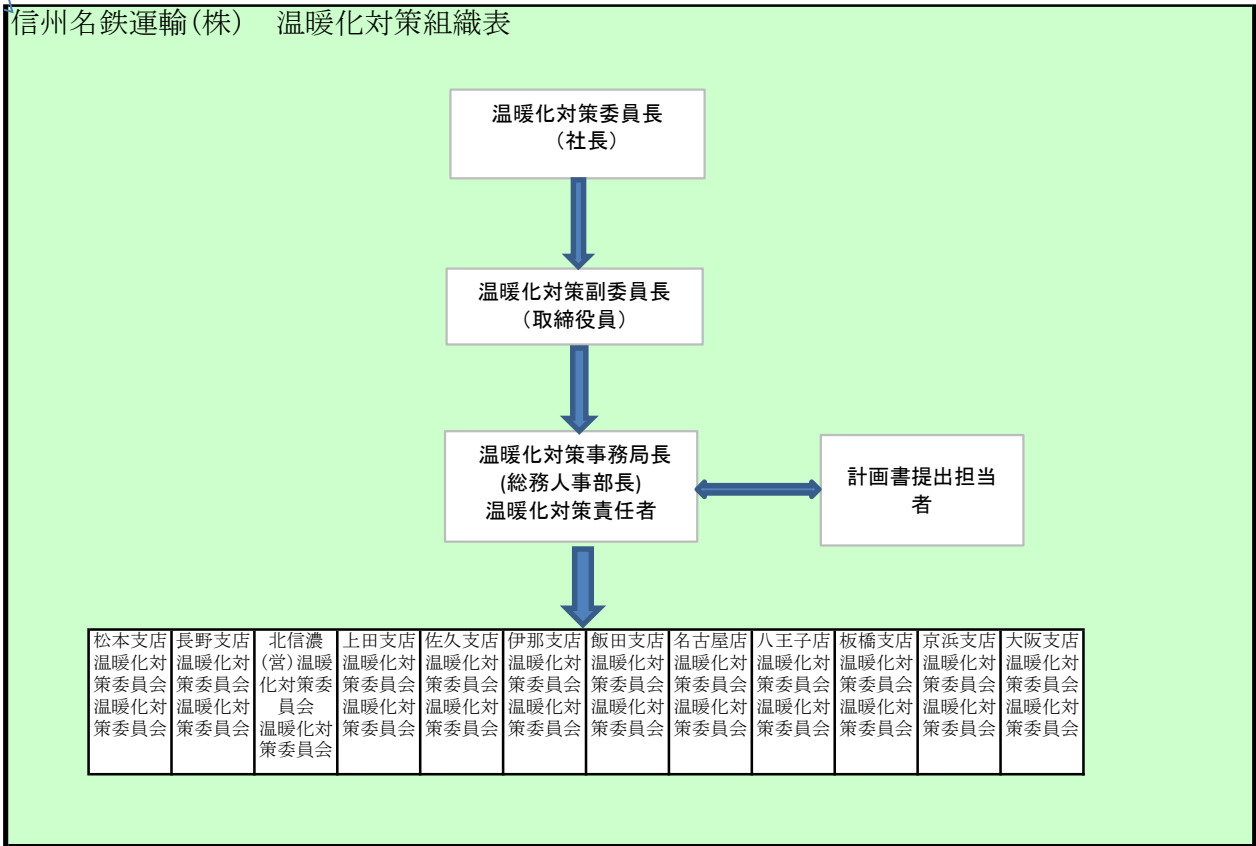 信州名鉄運輸(株)　温暖化対策組織表
温暖化対策委員長
（社長）
温暖化対策副委員長
（取締役員）
温暖化対策事務局長
(総務人事部長)
温暖化対策責任者
計画書提出担当
者
松本支店
温暖化対
策委員会
温暖化対
策委員会
長野支店
温暖化対
策委員会
温暖化対
策委員会
北信濃
(営)温暖
化対策委
員会
温暖化対
策委員会
上田支店
温暖化対
策委員会
温暖化対
策委員会
佐久支店
温暖化対
策委員会
温暖化対
策委員会
伊那支店
温暖化対
策委員会
温暖化対
策委員会
飯田支店
温暖化対
策委員会
温暖化対
策委員会
名古屋店
温暖化対
策委員会
温暖化対
策委員会
八王子店
温暖化対
策委員会
温暖化対
策委員会
板橋支店
温暖化対
策委員会
温暖化対
策委員会
京浜支店
温暖化対
策委員会
温暖化対
策委員会
大阪支店
温暖化対
策委員会
温暖化対
策委員会